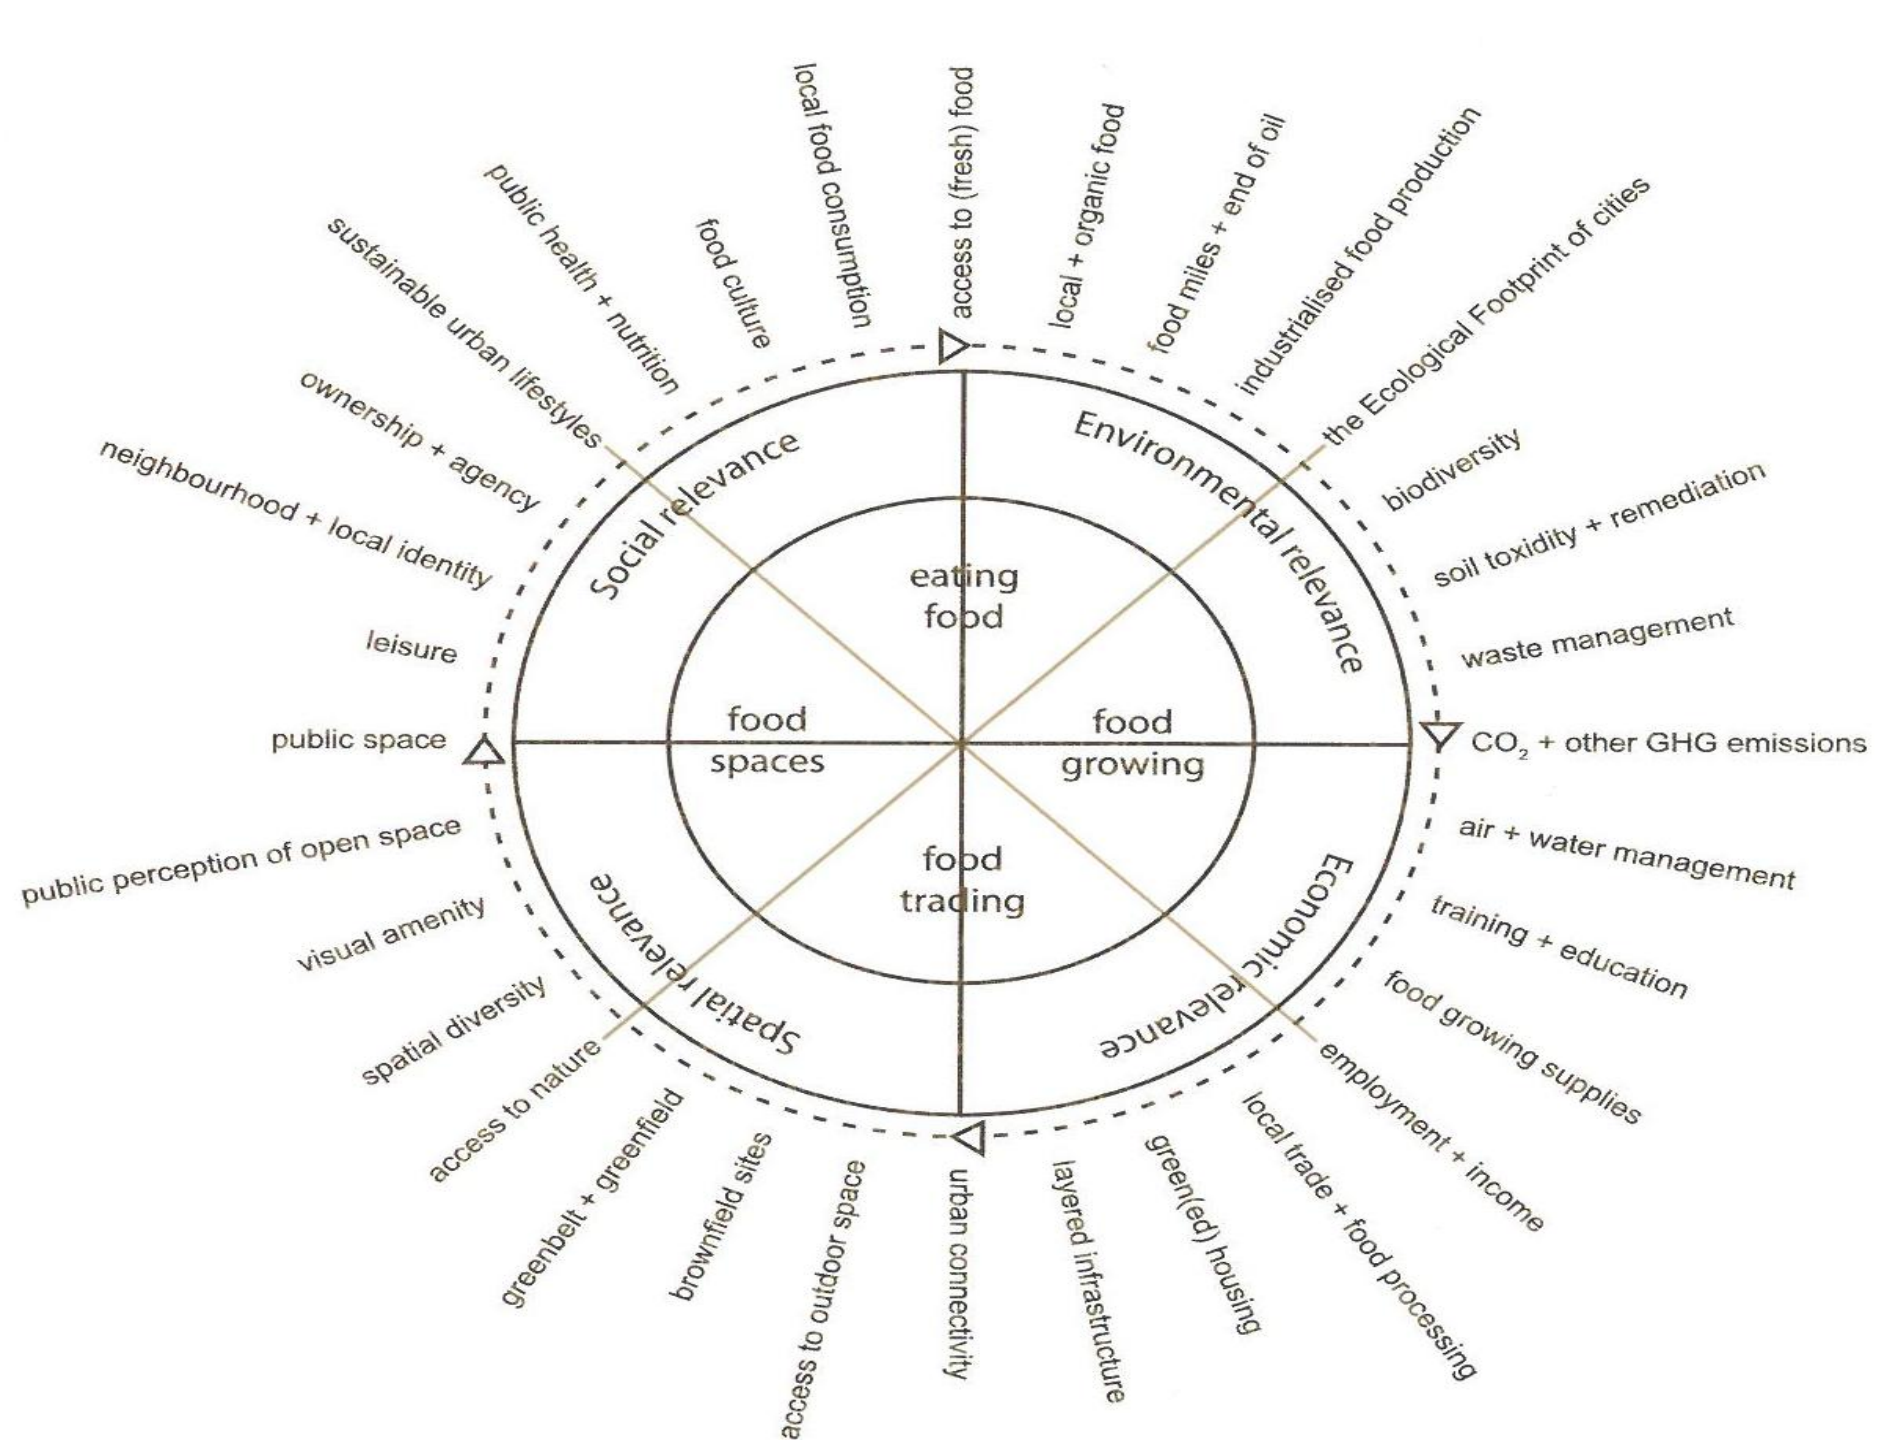 access to (fresh) food
local + organic food
food miles + end of oil
industrialised food production
the Ecological Footprint of cities
biodiversity
soil toxidity + remediation
waste management
CO₂ + other GHG emissions
air + water management
training + education
food growing supplies
employment + income
local trade + food processing
green(ed) housing
layered infrastructure
urban connectivity
access to outdoor space
brownfield sites
greenbelt + greenfield
access to nature
spatial diversity
visual amenity
public perception of open space
public space
leisure
neighbourhood + local identity
ownership + agency
sustainable urban lifestyles
public health + nutrition
food culture
local food consumption
Social relevance
Environmental relevance
Economic relevance
Spatial relevance
eating
food
food
growing
food
trading
food
spaces